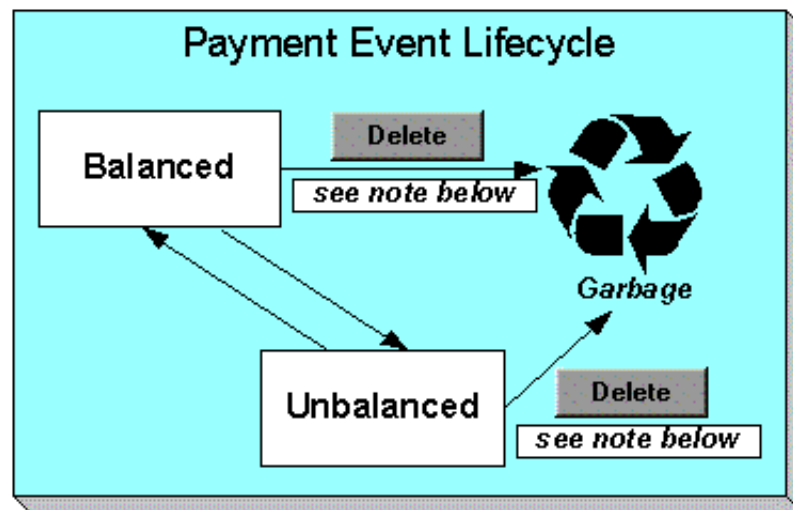 Payment Event Lifecycle
Delete
Balanced
see note below
Garbage
Unbalanced
Delete
see note below